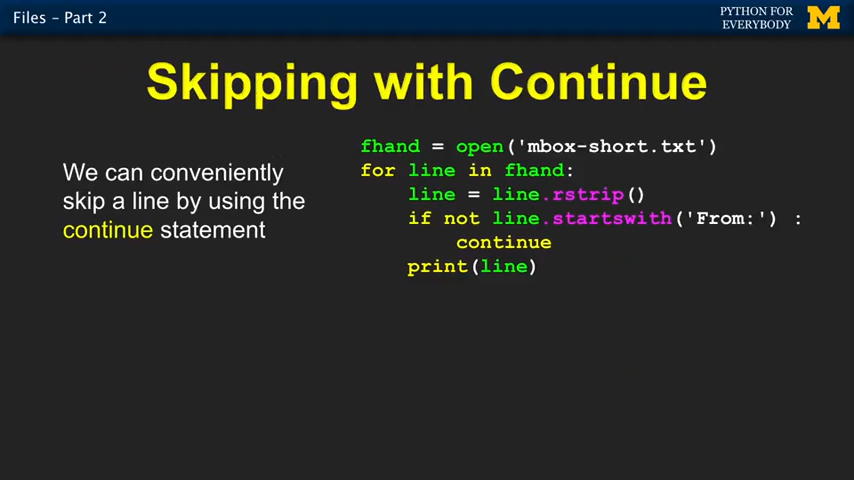 Files – Part 2
PYTHON FOR
EVERYBODY
M
Skipping with Continue
We can conveniently
skip a line by using the
continue statement
fhand = open('mbox-short.txt')
for line in fhand:
    line = line.rstrip()
    if not line.startswith('From:') :
        continue
    print(line)